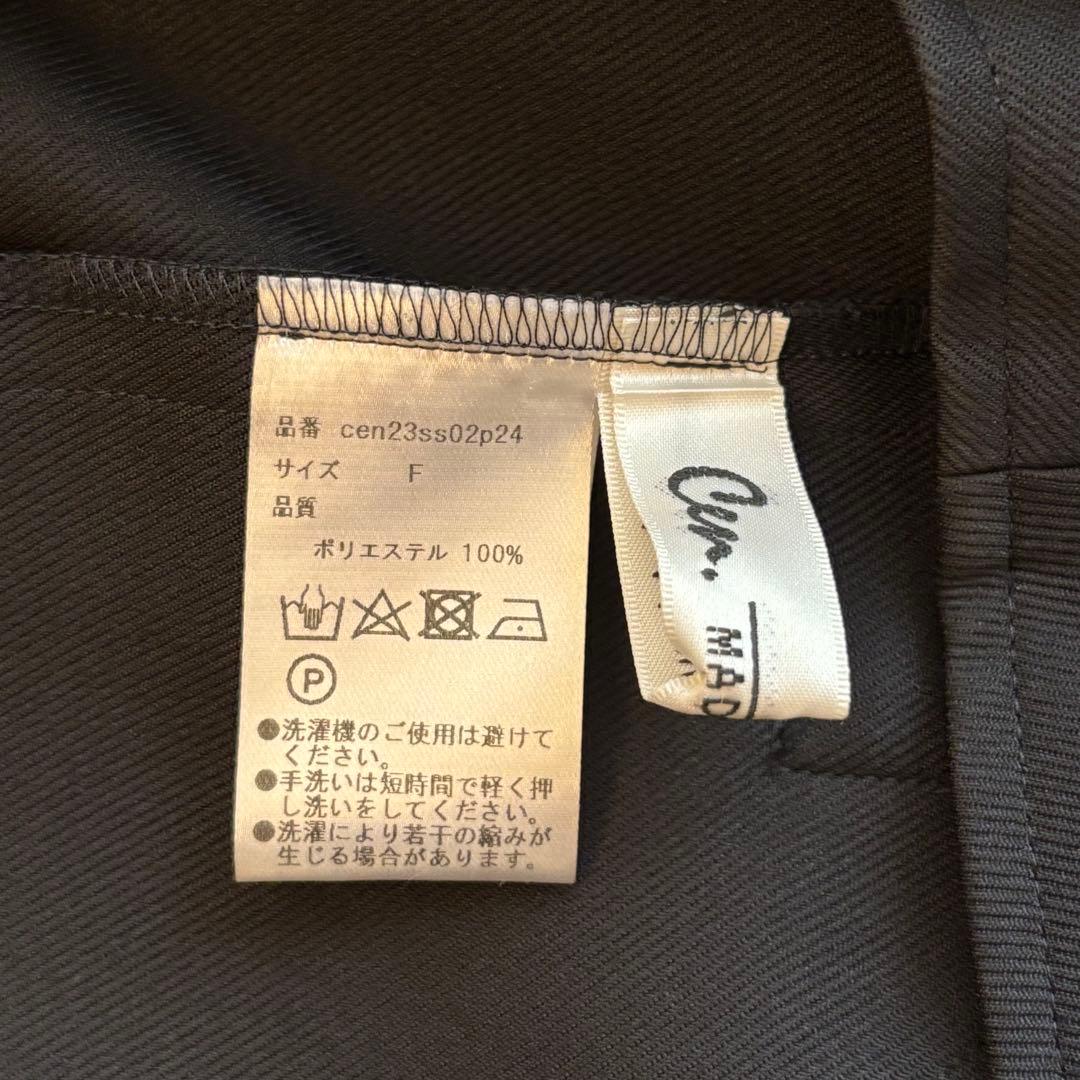 品番 cen23ss02p24
サイズ F
品質
ポリエステル 100%
P
●洗濯機のご使用は避けて
ください。
●手洗いは短時間で軽く押
し洗いをしてください。
●洗濯により若干の縮みが
生じる場合があります。
Cen.